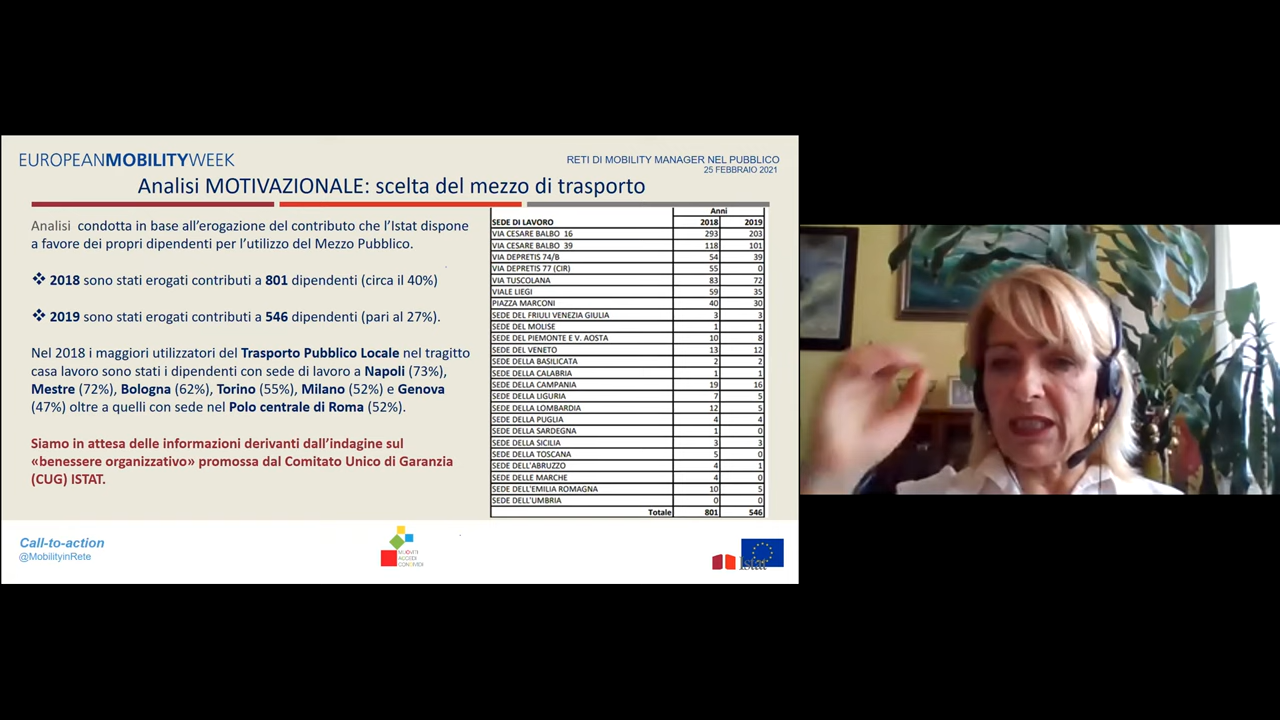 EUROPEANMOBILITYWEEK
RETI DI MOBILITY MANAGER NEL PUBBLICO
25 FEBBRAIO 2021
Analisi MOTIVAZIONALE: scelta del mezzo di trasporto
Analisi condotta in base all'erogazione del contributo che l'Istat dispone
a favore dei propri dipendenti per l'utilizzo del Mezzo Pubblico.
❖ 2018 sono stati erogati contributi a 801 dipendenti (circa il 40%)
❖ 2019 sono stati erogati contributi a 546 dipendenti (pari al 27%).
Nel 2018 i maggiori utilizzatori del Trasporto Pubblico Locale nel tragitto
casa lavoro sono stati i dipendenti con sede di lavoro a Napoli (73%),
Mestre (72%), Bologna (62%), Torino (55%), Milano (52%) e Genova
(47%) oltre a quelli con sede nel Polo centrale di Roma (52%).
Siamo in attesa delle informazioni derivanti dall'indagine sul
«benessere organizzativo» promossa dal Comitato Unico di Garanzia
(CUG) ISTAT.
Anni
SEDE DI LAVORO 2018 2019
VIA CESARE BALBO 16 293 203
VIA CESARE BALBO 39 118 101
VIA DEPRETIS 74/B 54 39
VIA DEPRETIS 77 (CIR) 55 0
VIA TUSCOLANA 83 72
VIALE LIEGI 59 35
PIAZZA MARCONI 40 30
SEDE DEL FRIULI VENEZIA GIULIA 3 3
SEDE DEL MOLISE 1 1
SEDE DEL PIEMONTE E V. AOSTA 10 8
SEDE DEL VENETO 13 12
SEDE DELLA BASILICATA 2 2
SEDE DELLA CALABRIA 1 1
SEDE DELLA CAMPANIA 19 16
SEDE DELLA LIGURIA 7 5
SEDE DELLA LOMBARDIA 12 5
SEDE DELLA PUGLIA 4 4
SEDE DELLA SARDEGNA 1 0
SEDE DELLA SICILIA 3 3
SEDE DELLA TOSCANA 5 0
SEDE DELL'ABRUZZO 4 1
SEDE DELLE MARCHE 4 0
SEDE DELL'EMILIA ROMAGNA 10 5
SEDE DELL'UMBRIA 0 0
Totale 801 546
Call-to-action
@MobilityinRete
MUOVITI
ACCEDI
CONDIVIDI
Istat